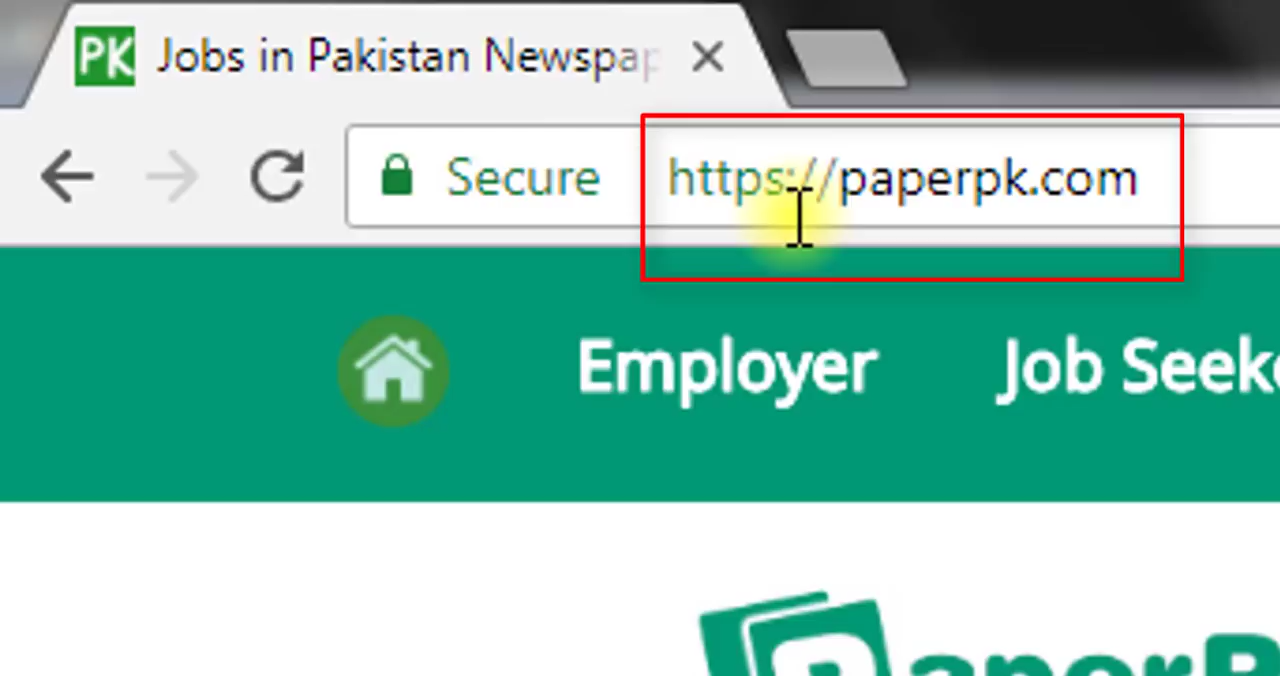 PK Jobs in Pakistan Newspap
Secure https://paperpk.com
Employer Job Seek